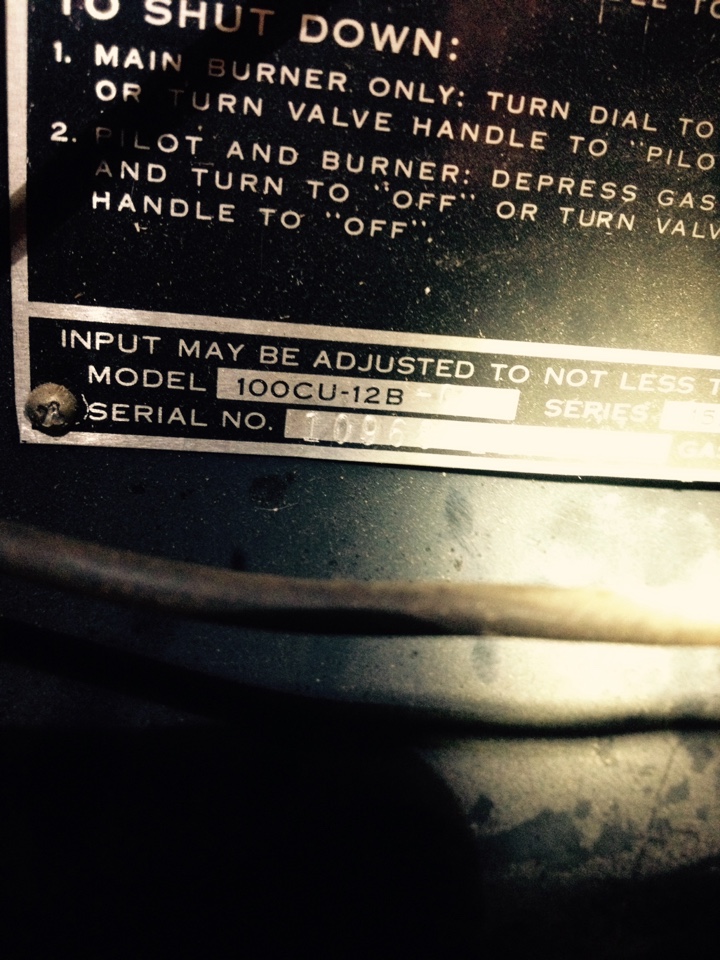 TO SHUT DOWN:
1. MAIN BURNER ONLY: TURN DIAL TO
OR TURN VALVE HANDLE TO "PILO
2. PILOT AND BURNER: DEPRESS GAS
AND TURN TO "OFF" OR TURN VALV
HANDLE TO "OFF".
INPUT MAY BE ADJUSTED TO NOT LESS T
MODEL 100CU-12B
SERIES
SERIAL NO. 1096
GAS